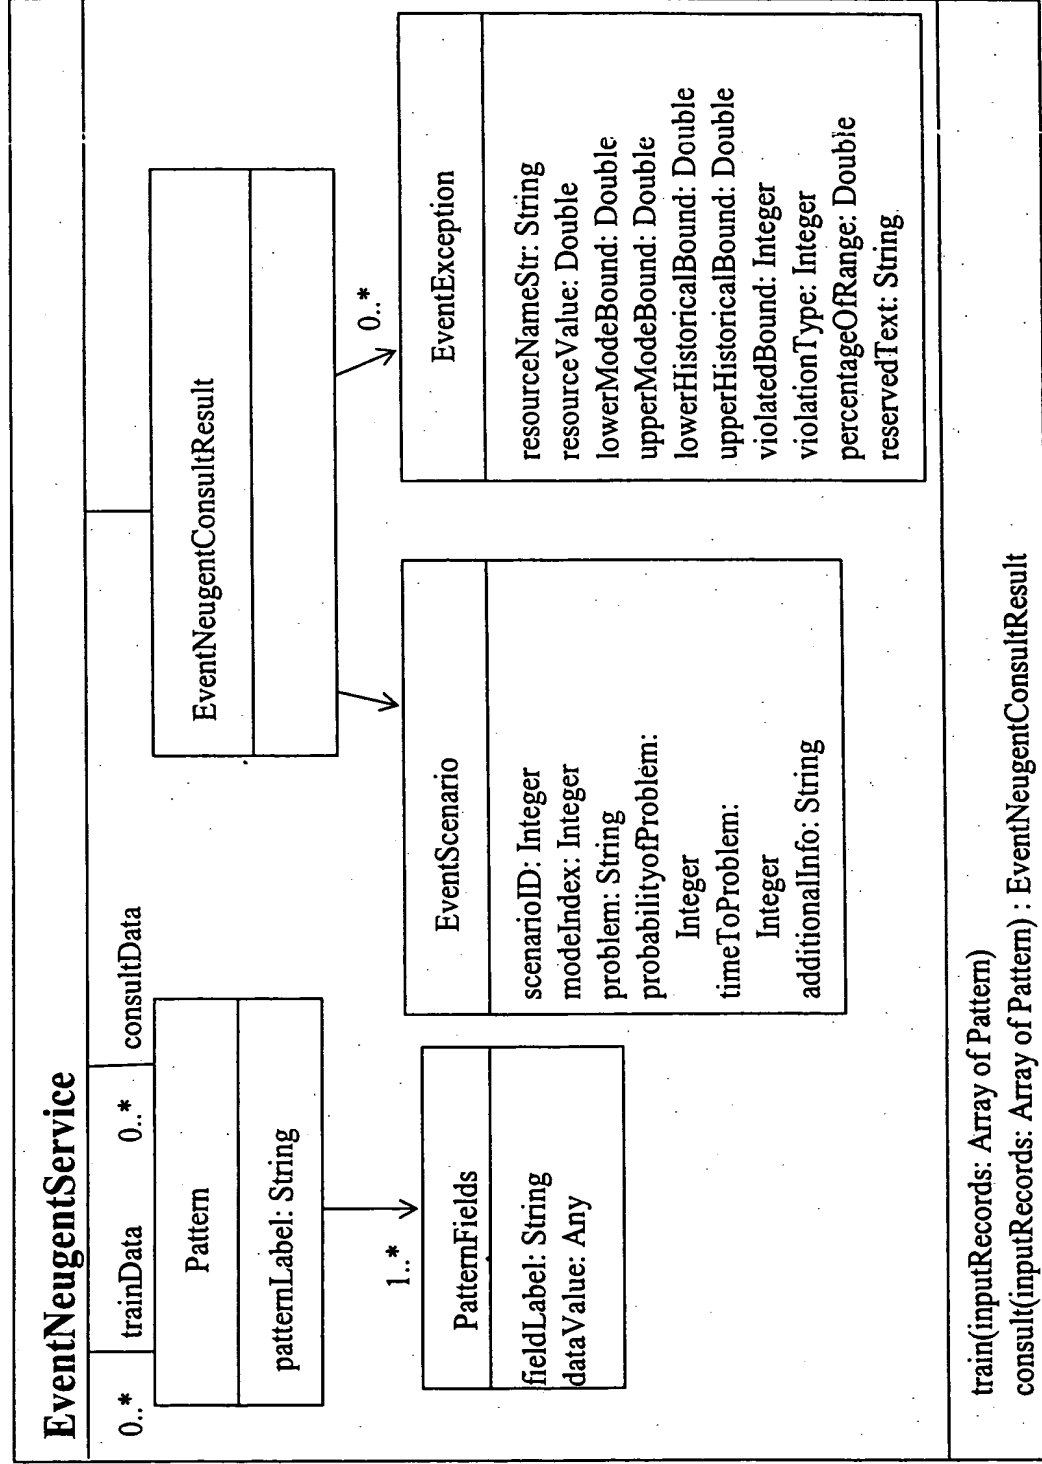 EventNeugentService
0..* trainData 0..* consultData
Pattern
patternLabel: String
1..*
PatternFields
fieldLabel: String
dataValue: Any
EventNeugentConsultResult
0..*
EventScenario
scenarioID: Integer
modeIndex: Integer
problem: String
probabilityofProblem:
Integer
timeToProblem:
Integer
additionalInfo: String
EventException
resourceNameStr: String
resourceValue: Double
lowerModeBound: Double
upperModeBound: Double
lowerHistoricalBound: Double
upperHistoricalBound: Double
violatedBound: Integer
violationType: Integer
percentageOfRange: Double
reservedText: String
train(inputRecords: Array of Pattern)
consult(inputRecords: Array of Pattern) : EventNeugentConsultResult